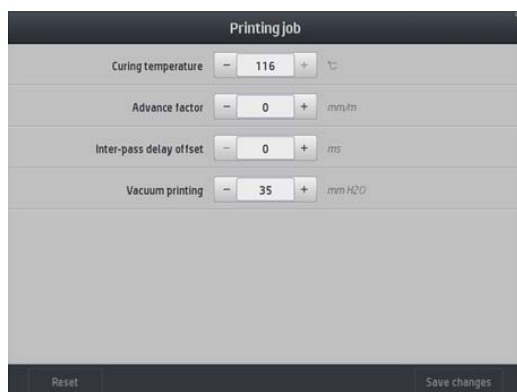 Printing job
Curing temperature - 116 + °C
Advance factor - 0 + mm/m
Inter-pass delay offset - 0 + ms
Vacuum printing - 35 + mm H2O
Reset Save changes